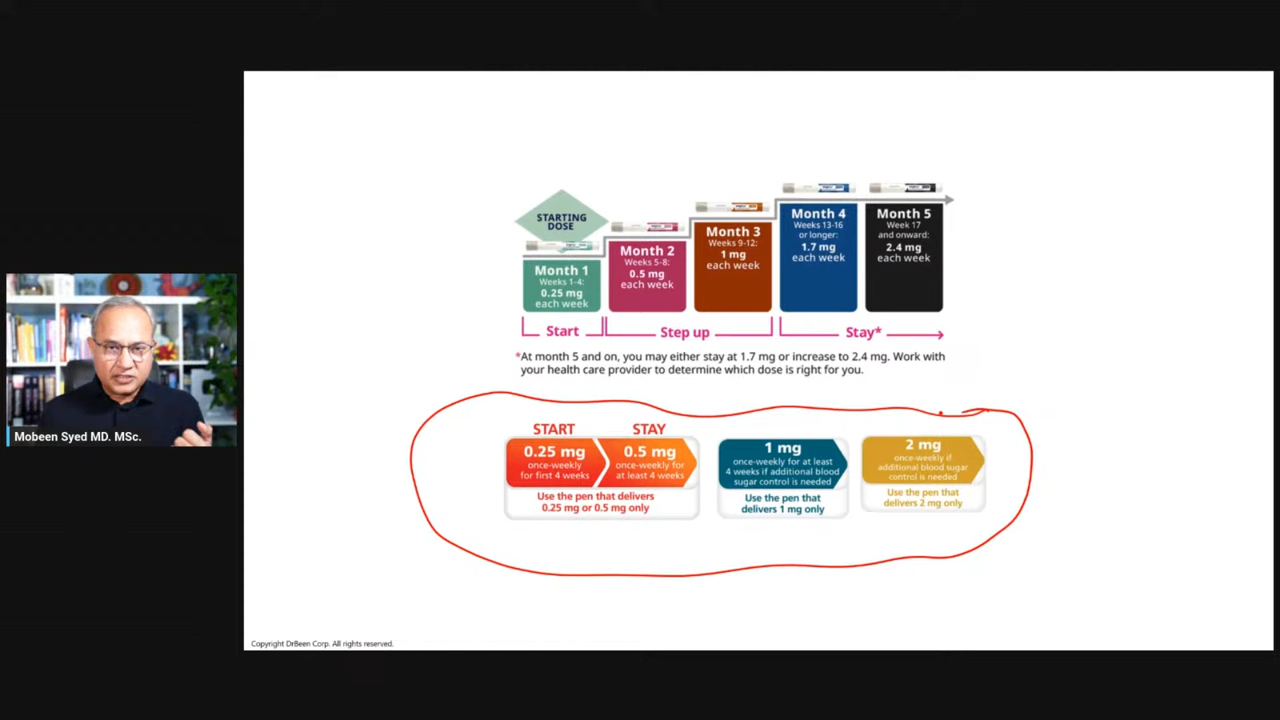 STARTING
DOSE
Month 1
Weeks 1-4:
0.25 mg
each week
Month 2
Weeks 5-8:
0.5 mg
each week
Month 3
Weeks 9-12:
1 mg
each week
Month 4
Weeks 13-16
or longer:
1.7 mg
each week
Month 5
Week 17
and onward:
2.4 mg
each week
Start
Step up
Stay*
*At month 5 and on, you may either stay at 1.7 mg or increase to 2.4 mg. Work with
your health care provider to determine which dose is right for you.
START
0.25 mg
once-weekly
for first 4 weeks
STAY
0.5 mg
once-weekly for
at least 4 weeks
Use the pen that delivers
0.25 mg or 0.5 mg only
1 mg
once-weekly for at least
4 weeks if additional blood
sugar control is needed
Use the pen that
delivers 1 mg only
2 mg
once-weekly if
additional blood sugar
control is needed
Use the pen that
delivers 2 mg only
Mobeen Syed MD. MSc.
Copyright DrBeen Corp. All rights reserved.